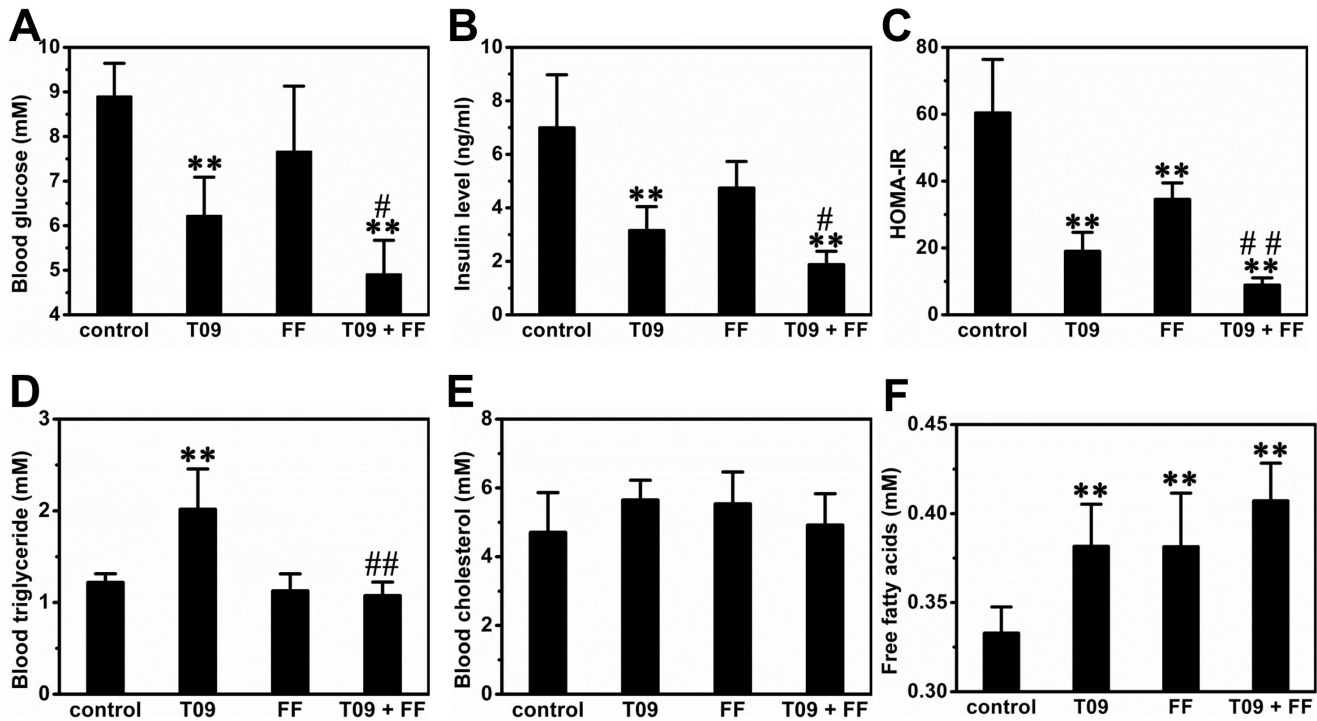 A
Blood glucose (mM)
10
9
8
7
6
5
4
**
#
**
control T09 FF T09 + FF
B
Insulin level (ng/ml)
10
8
6
4
2
0
**
#
**
control T09 FF T09 + FF
C
HOMA-IR
80
60
40
20
0
**
**
# #
**
control T09 FF T09 + FF
D
Blood triglyceride (mM)
3
2
1
0
**
##
control T09 FF T09 + FF
E
Blood cholesterol (mM)
8
6
4
2
0
control T09 FF T09 + FF
F
Free fatty acids (mM)
0.45
0.40
0.35
0.30
**
**
**
control T09 FF T09 + FF